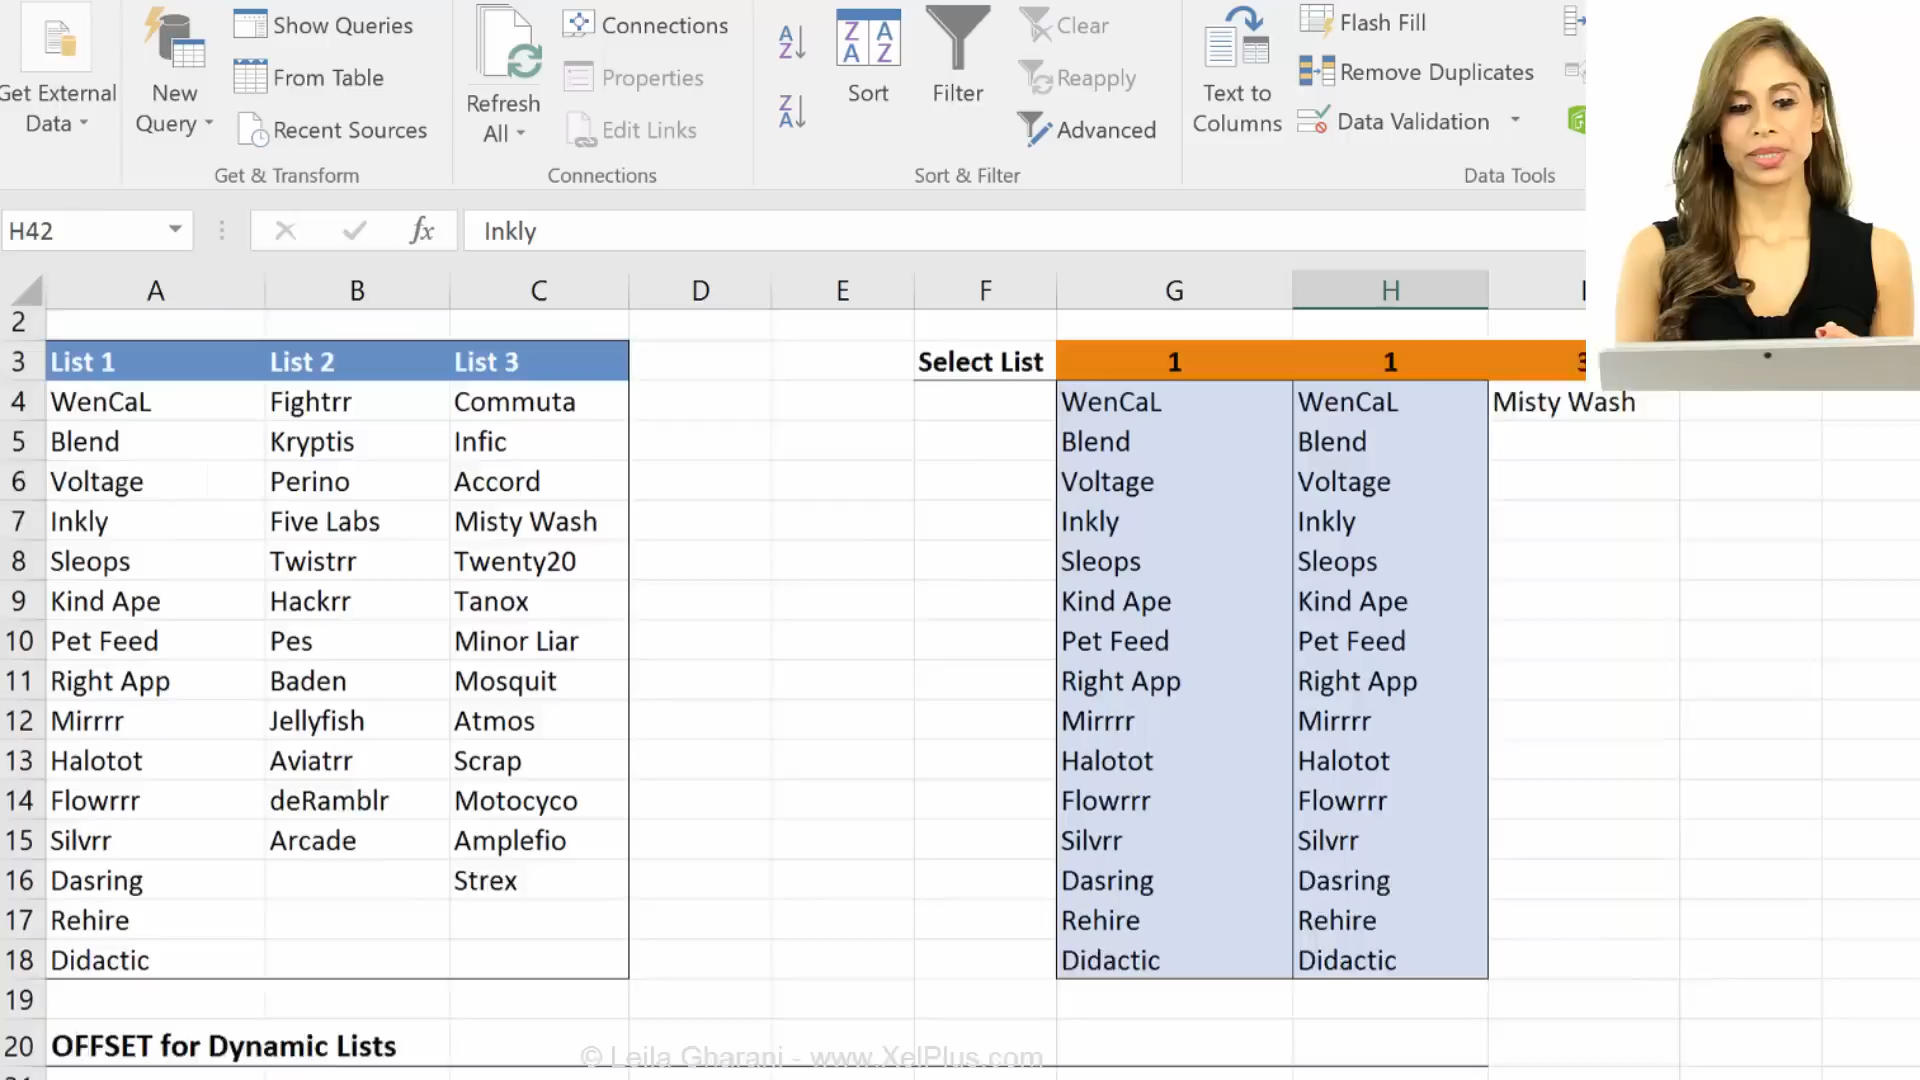 Get External Data
New Query
Show Queries
From Table
Recent Sources
Get & Transform
Refresh All
Connections
Properties
Edit Links
Connections
Sort
Filter
Clear
Reapply
Advanced
Sort & Filter
Text to Columns
Flash Fill
Remove Duplicates
Data Validation
Data Tools
H42 fx Inkly
A B C D E F G H
2
3 List 1 List 2 List 3 Select List 1 1 3
4 WenCaL Fightrr Commuta WenCaL WenCaL Misty Wash
5 Blend Kryptis Infic Blend Blend
6 Voltage Perino Accord Voltage Voltage
7 Inkly Five Labs Misty Wash Inkly Inkly
8 Sleops Twistrr Twenty20 Sleops Sleops
9 Kind Ape Hackrr Tanox Kind Ape Kind Ape
10 Pet Feed Pes Minor Liar Pet Feed Pet Feed
11 Right App Baden Mosquit Right App Right App
12 Mirrrr Jellyfish Atmos Mirrrr Mirrrr
13 Halotot Aviatrr Scrap Halotot Halotot
14 Flowrrr deRamblr Motocyco Flowrrr Flowrrr
15 Silvrr Arcade Amplefio Silvrr Silvrr
16 Dasring Strex Dasring Dasring
17 Rehire Rehire Rehire
18 Didactic Didactic Didactic
19
20 OFFSET for Dynamic Lists
© Leila Gharani - www.XelPlus.com